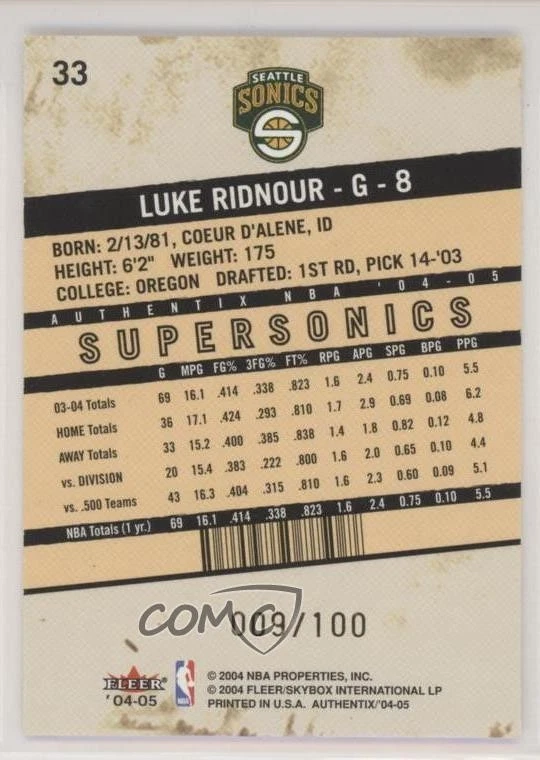 33
SEATTLE
SONICS
LUKE RIDNOUR - G - 8
BORN: 2/13/81, COEUR D'ALENE, ID
HEIGHT: 6'2" WEIGHT: 175
COLLEGE: OREGON DRAFTED: 1ST RD, PICK 14-'03
AUTHENTIX NBA '04-05
SUPERSONICS
G MPG FG% 3FG% FT% RPG APG SPG BPG PPG
03-04 Totals 69 16.1 .414 .338 .823 1.6 2.4 0.75 0.10 5.5
HOME Totals 36 17.1 .424 .293 .810 1.7 2.9 0.69 0.08 6.2
AWAY Totals 33 15.2 .400 .385 .838 1.4 1.8 0.82 0.12 4.8
vs. DIVISION 20 15.4 .383 .222 .800 1.6 2.0 0.65 0.10 4.4
vs. .500 Teams 43 16.3 .404 .315 .810 1.6 2.3 0.60 0.09 5.1
NBA Totals (1 yr.) 69 16.1 .414 .338 .823 1.6 2.4 0.75 0.10 5.5
COMC
009/100
FLEER
'04-05
NBA
© 2004 NBA PROPERTIES, INC.
© 2004 FLEER/SKYBOX INTERNATIONAL LP
PRINTED IN U.S.A. AUTHENTIX/'04-05